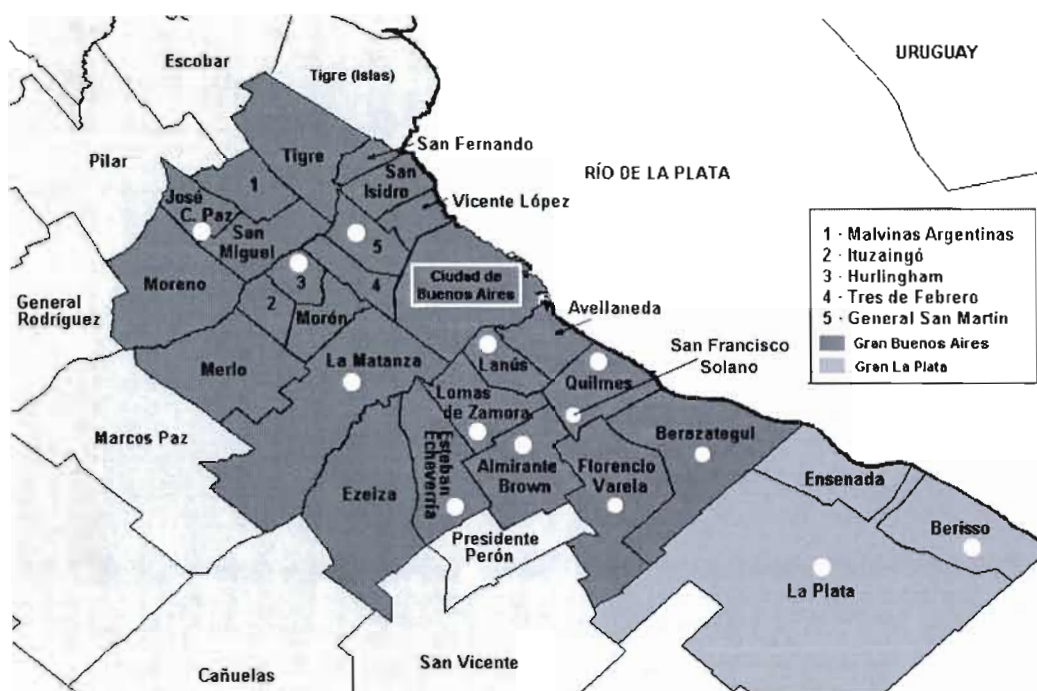 Escobar
Tigre (Islas)
URUGUAY
Pilar
Tigre
San Fernando
San
Isidro
RÍO DE LA PLATA
1
José
C. Paz
Vicente López
San
Miguel
5
1 · Malvinas Argentinas
2 · Ituzaingó
3 · Hurlingham
4 · Tres de Febrero
5 · General San Martín
Gran Buenos Aires
Gran La Plata
Moreno
3
2
4
Ciudad de
Buenos Aires
General
Rodríguez
Morón
Avellaneda
Merlo
La Matanza
Lanús
Quilmes
San Francisco
Solano
Lomas
de Zamora
Marcos Paz
Esteban
Echeverría
Almirante
Brown
Florencio
Varela
Berazategui
Ezeiza
Ensenada
Berisso
Presidente
Perón
La Plata
Cañuelas
San Vicente